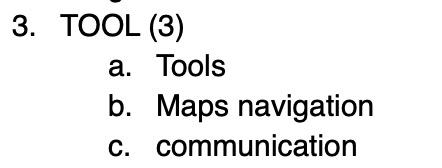 3. TOOL (3)
a. Tools
b. Maps navigation
c. communication